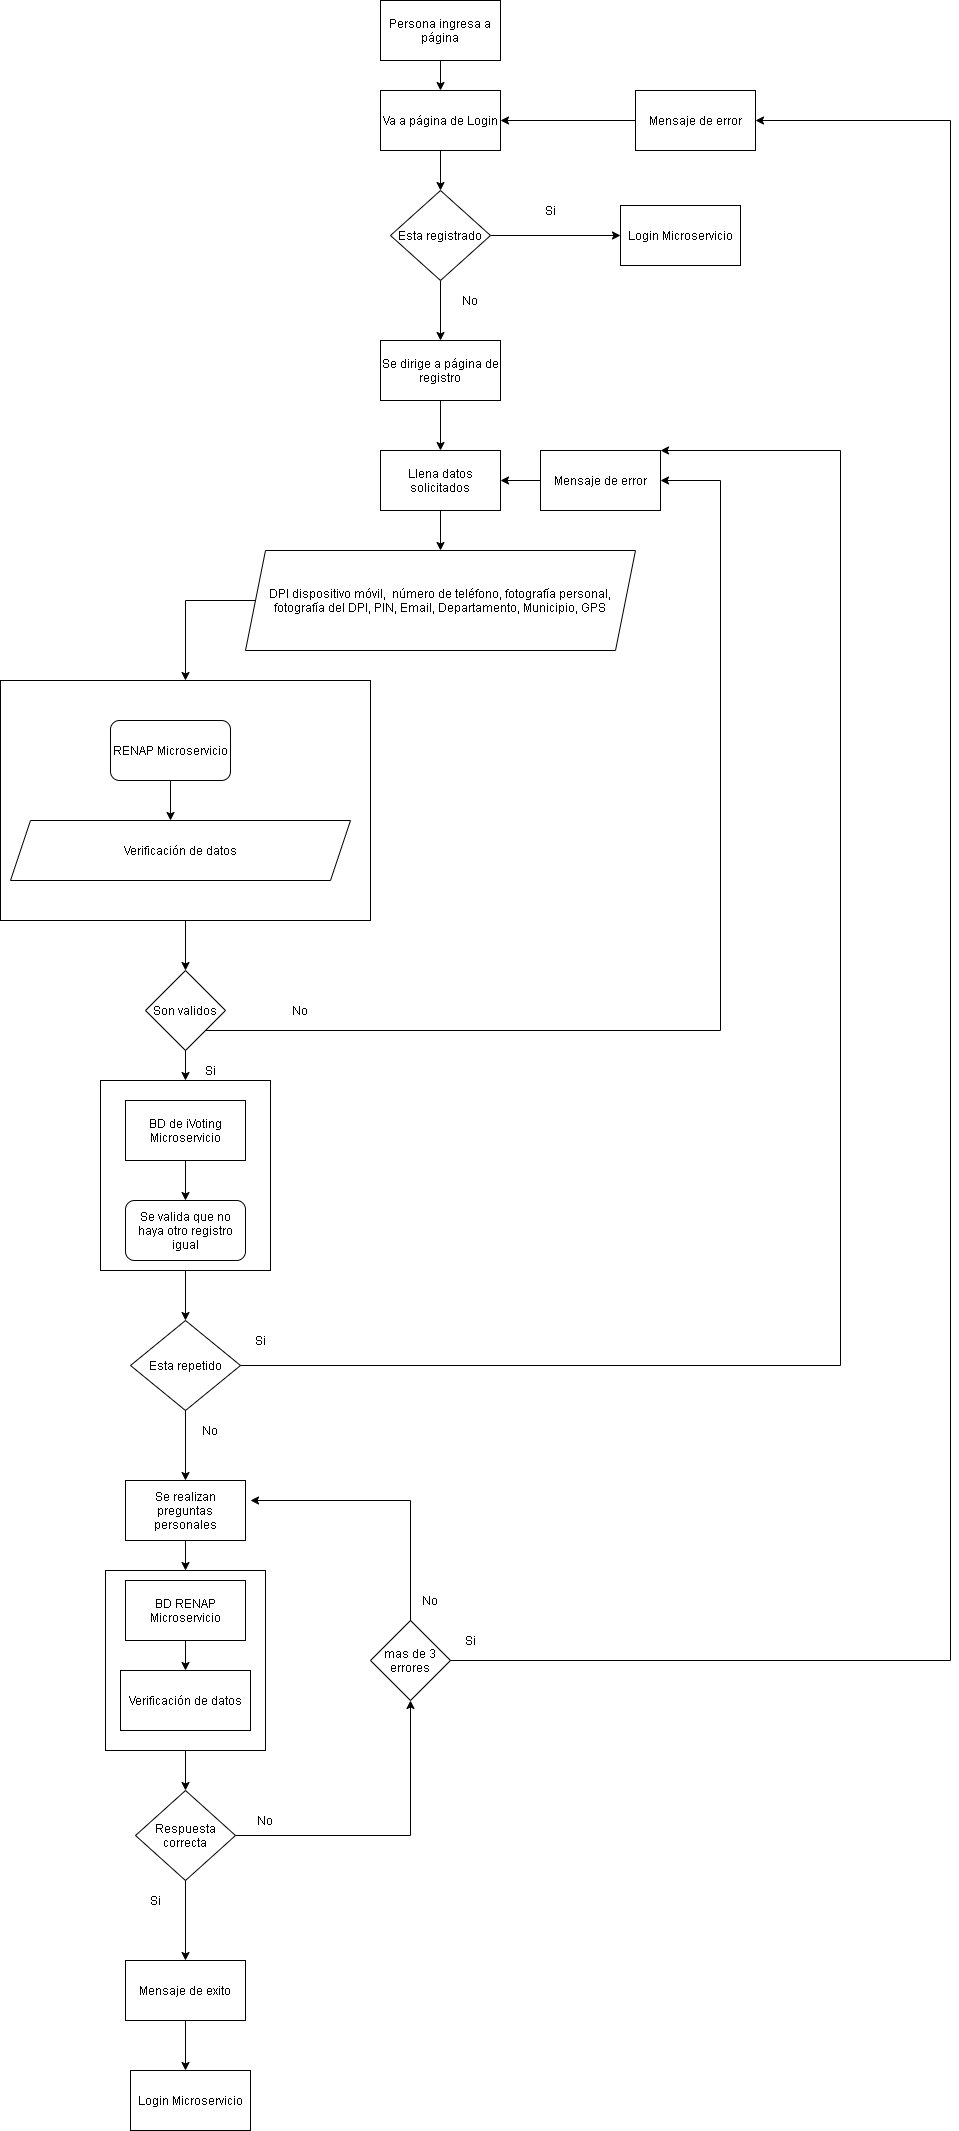 Persona ingresa a
página
Va a página de Login
Mensaje de error
Esta registrado
Si
Login Microservicio
No
Se dirige a página de
registro
Llena datos
solicitados
Mensaje de error
DPI dispositivo móvil,  número de teléfono, fotografía personal,
fotografía del DPI, PIN, Email, Departamento, Municipio, GPS
RENAP Microservicio
Verificación de datos
Son validos
No
Si
BD de iVoting
Microservicio
Se valida que no
haya otro registro
igual
Esta repetido
Si
No
Se realizan
preguntas
personales
BD RENAP
Microservicio
Verificación de datos
No
mas de 3
errores
Si
Respuesta
correcta
No
Si
Mensaje de exito
Login Microservicio